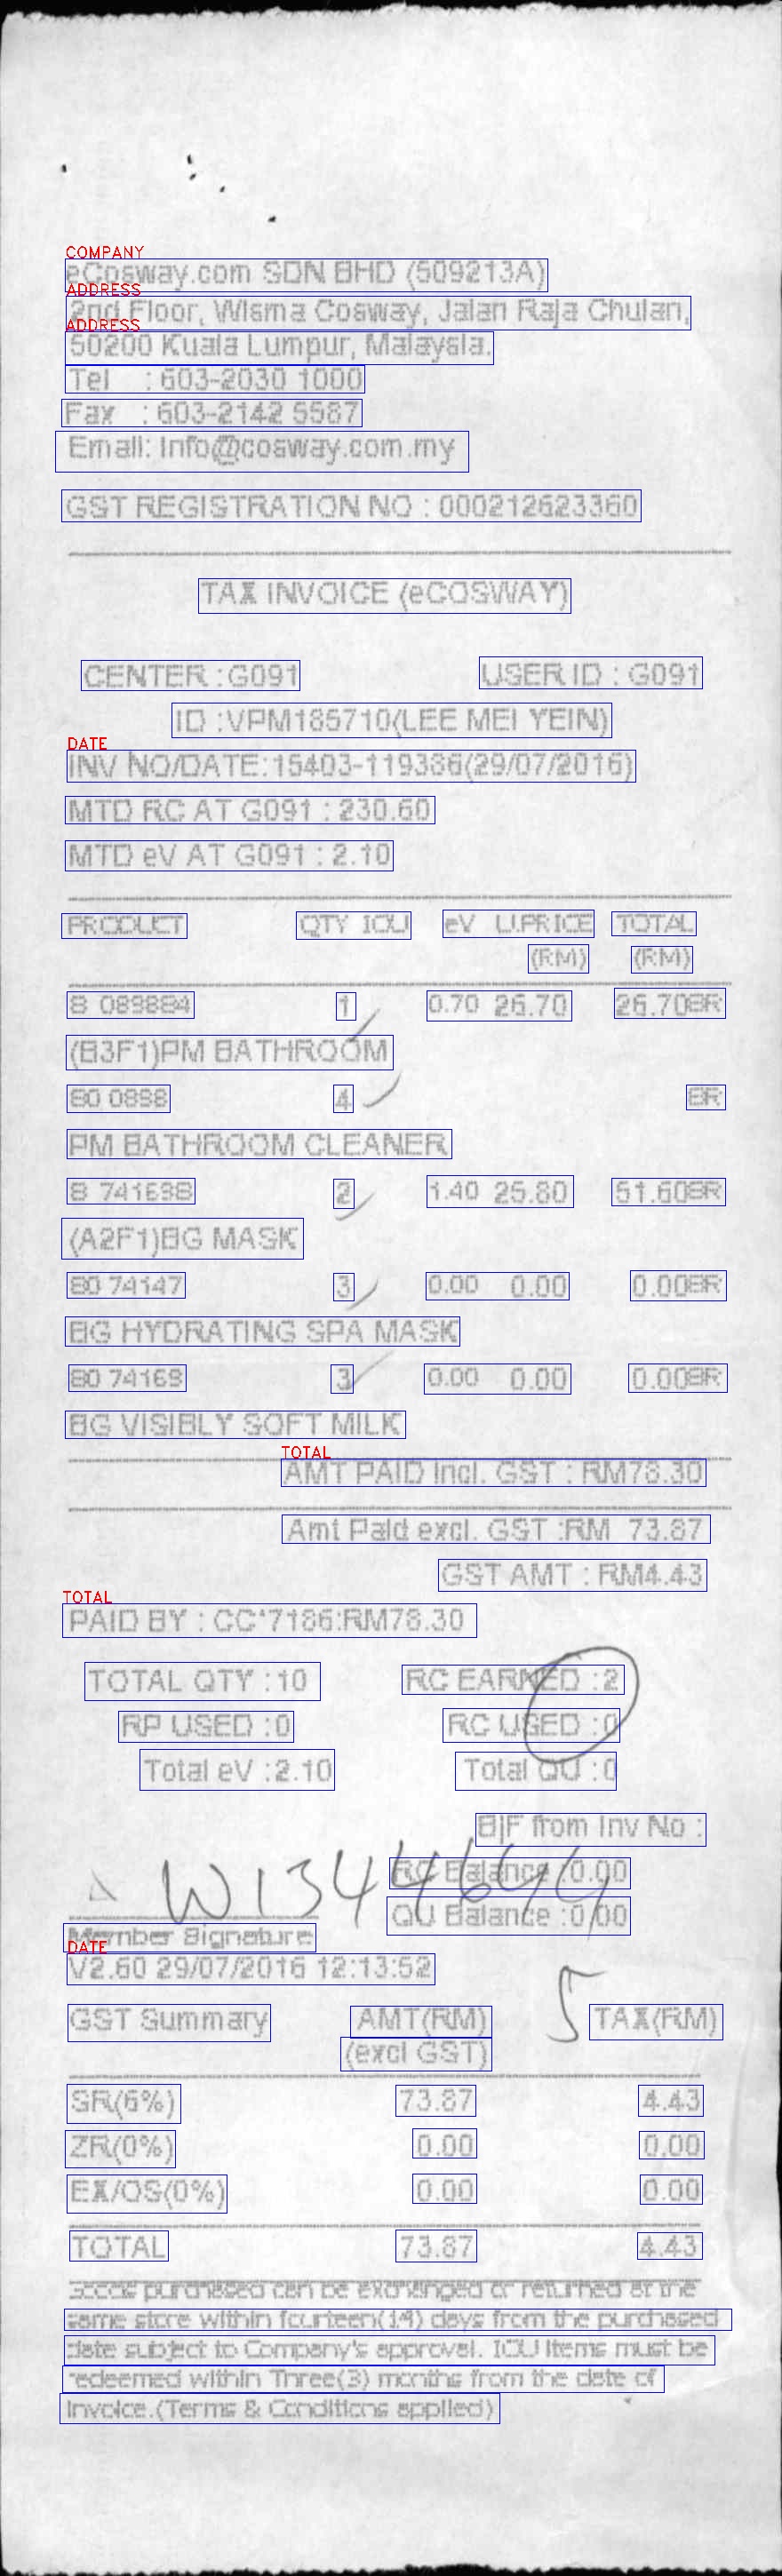 COMPANY
eCosway.com SDN BHD (509213A)
ADDRESS
2nd Floor, Wisma Cosway, Jalan Raja Chulan,
ADDRESS
50200 Kuala Lumpur, Malaysia.
Tel : 603-2030 1000
Fax : 603-2142 5587
Email: Info@cosway.com.my
GST REGISTRATION NO : 000212623360
TAX INVOICE (eCOSWAY)
CENTER :G091 USER ID : G091
ID :VPM185710(LEE MEI YEIN)
DATE
INV NO/DATE:15403-119386(29/07/2016)
MTD RC AT G091 : 230.60
MTD eV AT G091 : 2.10
PRODUCT QTY ICU eV U.PRICE TOTAL
(RM) (RM)
8 089884 1 0.70 26.70 26.70SR
(B3F1)PM BATHROOM
80 0898 4 SR
PM BATHROOM CLEANER
8 741698 2 1.40 25.80 51.60SR
(A2F1)BG MASK
80 74147 3 0.00 0.00 0.00SR
BG HYDRATING SPA MASK
80 74169 3 0.00 0.00 0.00SR
BG VISIBLY SOFT MILK
TOTAL
AMT PAID Incl. GST : RM78.30
Amt Paid excl. GST :RM 73.87
GST AMT : RM4.43
TOTAL
PAID BY : CC*7186:RM78.30
TOTAL QTY :10 RC EARNED :2
RP USED :0 RC USED :0
Total eV :2.10 Total QU :0
B/F from Inv No :
W1344644 RC Balance :0.00
QU Balance :0.00
Member Signature
DATE
V2.60 29/07/2016 12:13:52
5
GST Summary AMT(RM) TAX(RM)
(excl GST)
SR(6%) 73.87 4.43
ZR(0%) 0.00 0.00
EX/OS(0%) 0.00 0.00
TOTAL 73.87 4.43
purchased can be exchanged or returned at the
same store within fourteen(14) days from the purchased
date subject to Company's approval. ICU Items must be
redeemed within Three(3) months from the date of
Invoice.(Terms & Conditions applied)